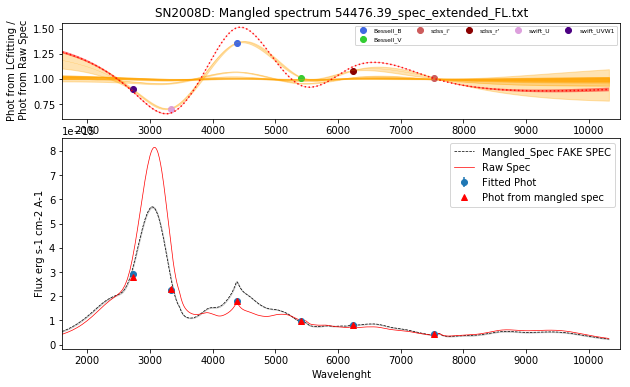 SN2008D: Mangled spectrum 54476.39_spec_extended_FL.txt
Phot from LCfitting /
Phot from Raw Spec
1.50
1.25
1.00
0.75
Bessell_B
Bessell_V
sdss_i'
sdss_r'
swift_U
swift_UVW1
2000 3000 4000 5000 6000 7000 8000 9000 10000
1e-15
Flux erg s-1 cm-2 A-1
8
7
6
5
4
3
2
1
0
Mangled_Spec FAKE SPEC
Raw Spec
Fitted Phot
Phot from mangled spec
2000 3000 4000 5000 6000 7000 8000 9000 10000
Wavelenght